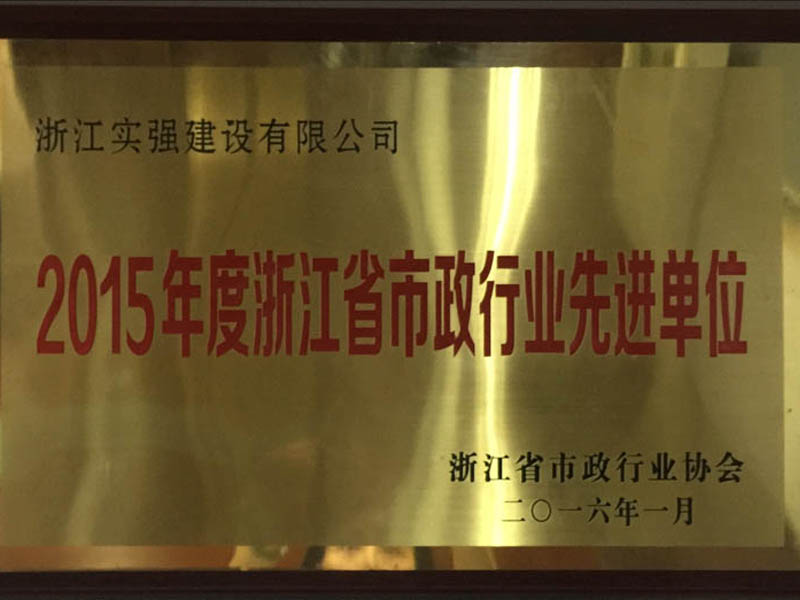 浙江实强建设有限公司
2015年度浙江省市政行业先进单位
浙江省市政行业协会
二〇一六年一月